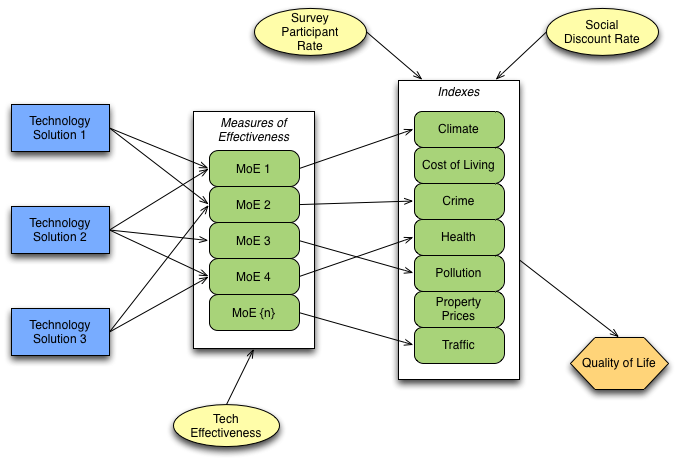 Survey
Participant
Rate
Social
Discount Rate
Technology
Solution 1
Technology
Solution 2
Technology
Solution 3
Measures of
Effectiveness
MoE 1
MoE 2
MoE 3
MoE 4
MoE {n}
Tech
Effectiveness
Indexes
Climate
Cost of Living
Crime
Health
Pollution
Property
Prices
Traffic
Quality of Life